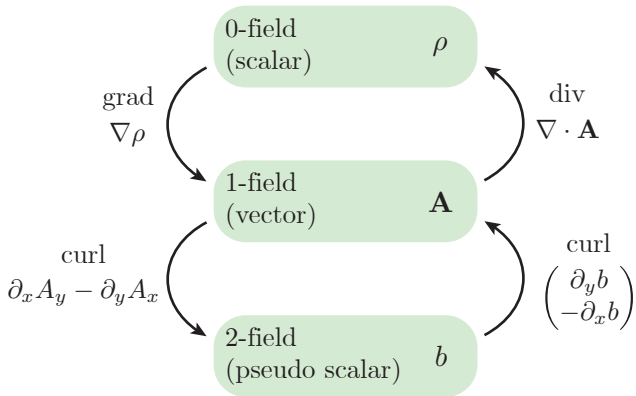 0-field
(scalar)
ρ
grad
∇ρ
div
∇ · A
1-field
(vector)
A
curl
∂ₓA_y − ∂_yAₓ
curl
(∂_yb
−∂ₓb)
2-field
(pseudo scalar)
b